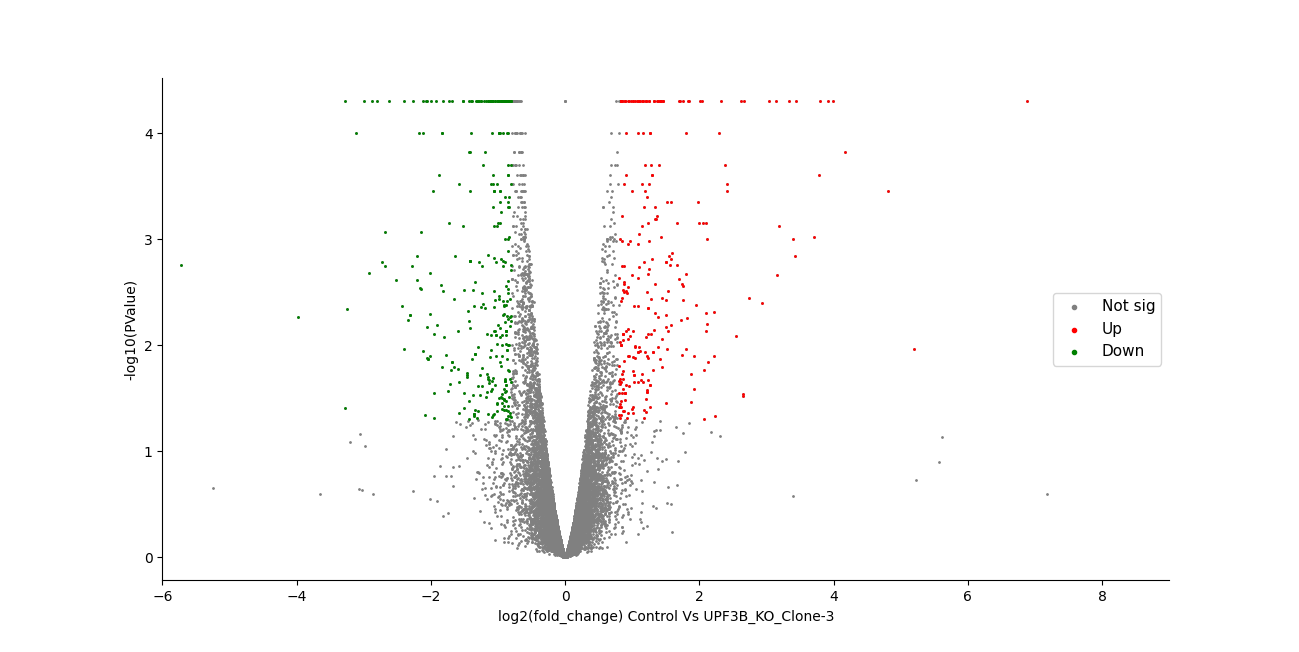 4
3
2
1
0
-log10(PValue)
−6
−4
−2
0
2
4
6
8
log2(fold_change) Control Vs UPF3B_KO_Clone-3
Not sig
Up
Down